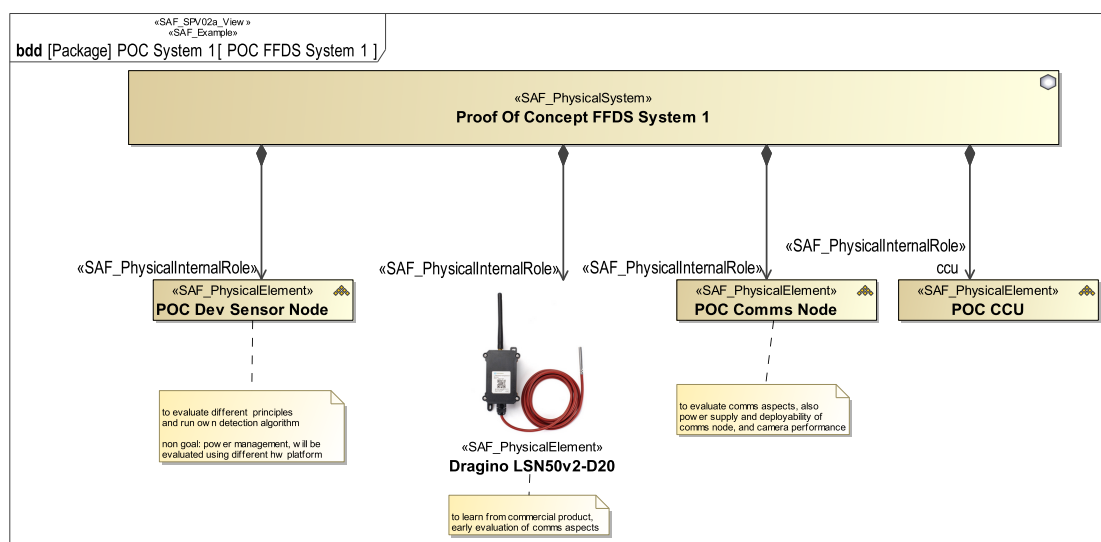 «SAF_SPV02a_View »
«SAF_Example»
bdd [Package] POC System 1[ POC FFDS System 1 ]
«SAF_PhysicalSystem»
Proof Of Concept FFDS System 1
«SAF_PhysicalInternalRole»
«SAF_PhysicalInternalRole»
«SAF_PhysicalInternalRole»
«SAF_PhysicalInternalRole»
ccu
«SAF_PhysicalElement»
POC Dev Sensor Node
«SAF_PhysicalElement»
POC Comms Node
«SAF_PhysicalElement»
POC CCU
to evaluate different principles
and run own detection algorithm
non goal: power management, will be
evaluated using different hw platform
«SAF_PhysicalElement»
Dragino LSN50v2-D20
to evaluate comms aspects, also
power supply and deployability of
comms node, and camera performance
to learn from commercial product,
early evaluation of comms aspects